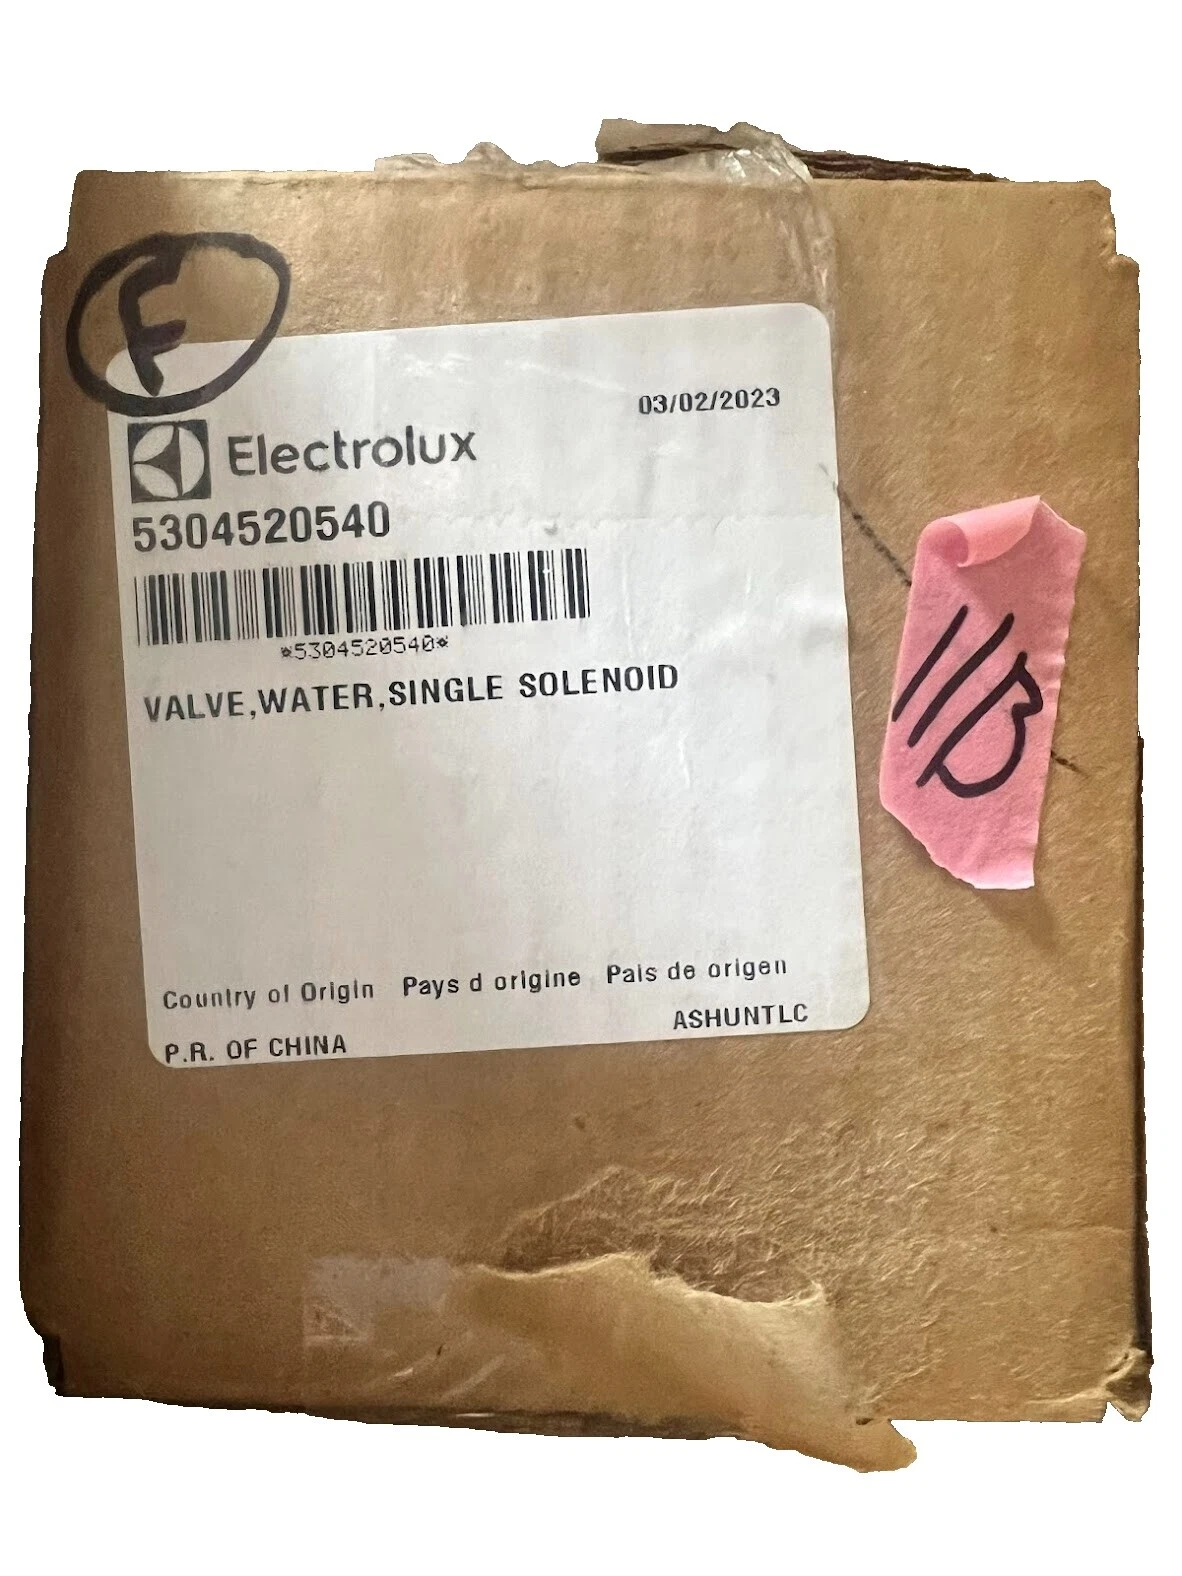 F
03/02/2023
Electrolux
5304520540
*5304520540*
VALVE,WATER,SINGLE SOLENOID
11B
Country of Origin Pays d origine Pais de origen
ASHUNTLC
P.R. OF CHINA